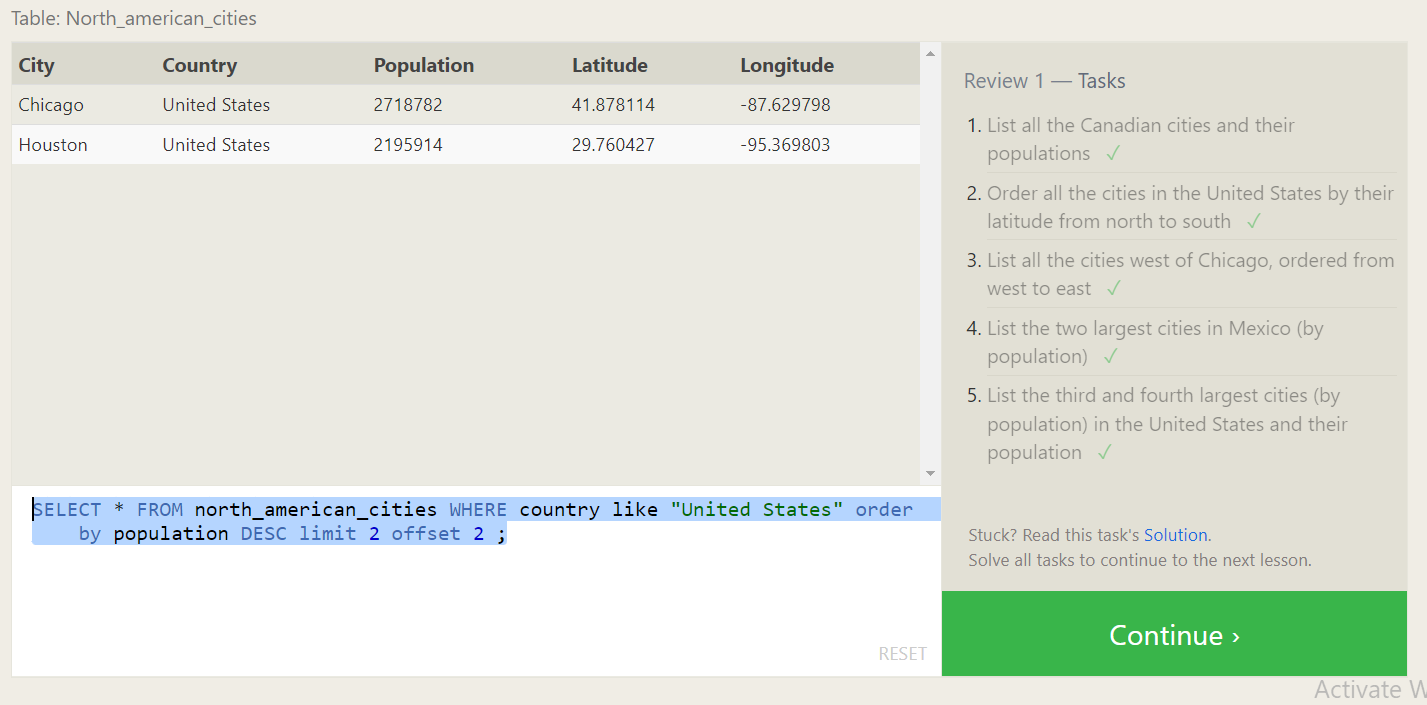 Table: North_american_cities
City Country Population Latitude Longitude
Chicago United States 2718782 41.878114 -87.629798
Houston United States 2195914 29.760427 -95.369803
SELECT * FROM north_american_cities WHERE country like "United States" order
by population DESC limit 2 offset 2 ;
RESET
Review 1 — Tasks
1. List all the Canadian cities and their
populations ✓
2. Order all the cities in the United States by their
latitude from north to south ✓
3. List all the cities west of Chicago, ordered from
west to east ✓
4. List the two largest cities in Mexico (by
population) ✓
5. List the third and fourth largest cities (by
population) in the United States and their
population ✓
Stuck? Read this task's Solution.
Solve all tasks to continue to the next lesson.
Continue ›
Activate W